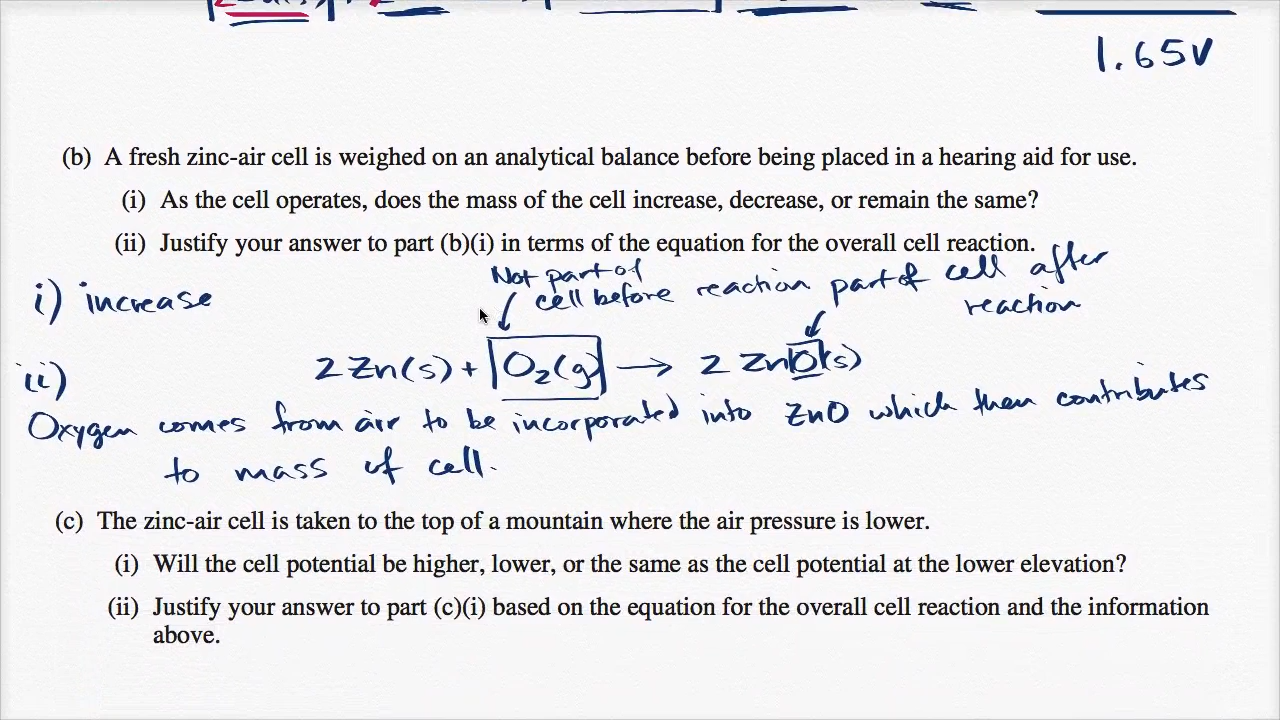 1.65V
(b) A fresh zinc-air cell is weighed on an analytical balance before being placed in a hearing aid for use.
(i) As the cell operates, does the mass of the cell increase, decrease, or remain the same?
(ii) Justify your answer to part (b)(i) in terms of the equation for the overall cell reaction.
i) increase
Not part of
cell before reaction
part of cell after
reaction
ii)
2 Zn(s) + O₂(g) → 2 ZnO(s)
Oxygen comes from air to be incorporated into ZnO which then contributes
to mass of cell.
(c) The zinc-air cell is taken to the top of a mountain where the air pressure is lower.
(i) Will the cell potential be higher, lower, or the same as the cell potential at the lower elevation?
(ii) Justify your answer to part (c)(i) based on the equation for the overall cell reaction and the information
above.